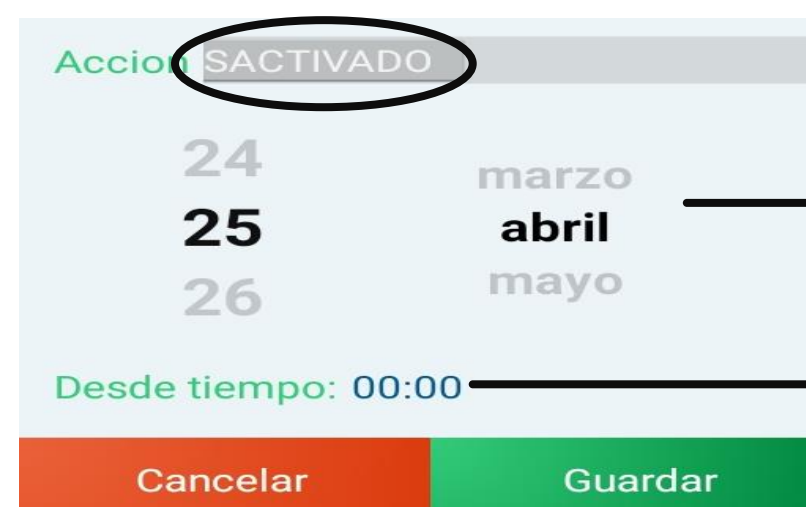 Accion SACTIVADO
24 marzo
25 abril
26 mayo
Desde tiempo: 00:00
Cancelar Guardar